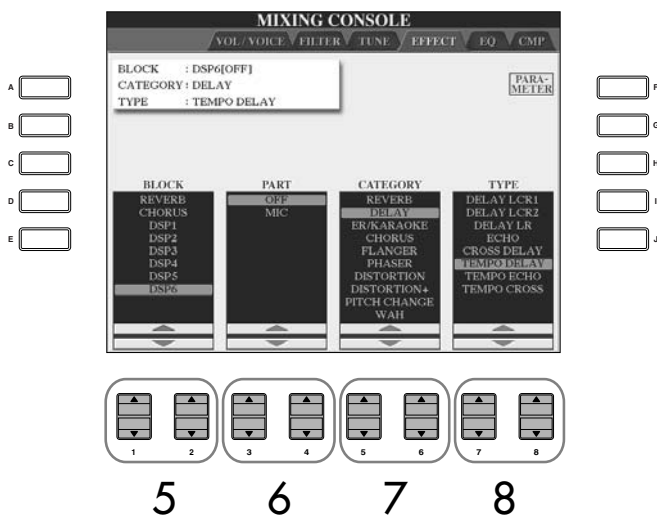 MIXING CONSOLE
VOL/VOICE FILTER TUNE EFFECT EQ CMP
BLOCK : DSP6[OFF]
CATEGORY : DELAY
TYPE : TEMPO DELAY
PARA-
METER
A
B
C
D
E
F
G
H
I
J
BLOCK
REVERB
CHORUS
DSP1
DSP2
DSP3
DSP4
DSP5
DSP6
PART
OFF
MIC
CATEGORY
REVERB
DELAY
ER/KARAOKE
CHORUS
FLANGER
PHASER
DISTORTION
DISTORTION+
PITCH CHANGE
WAH
TYPE
DELAY LCR1
DELAY LCR2
DELAY LR
ECHO
CROSS DELAY
TEMPO DELAY
TEMPO ECHO
TEMPO CROSS
1 2 3 4 5 6 7 8
5 6 7 8